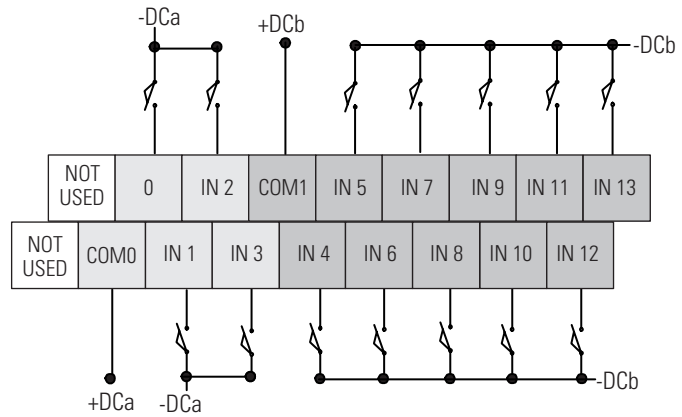 -DCa
+DCb
-DCb
NOT USED
0
IN 2
COM1
IN 5
IN 7
IN 9
IN 11
IN 13
NOT USED
COM0
IN 1
IN 3
IN 4
IN 6
IN 8
IN 10
IN 12
+DCa
-DCa
-DCb